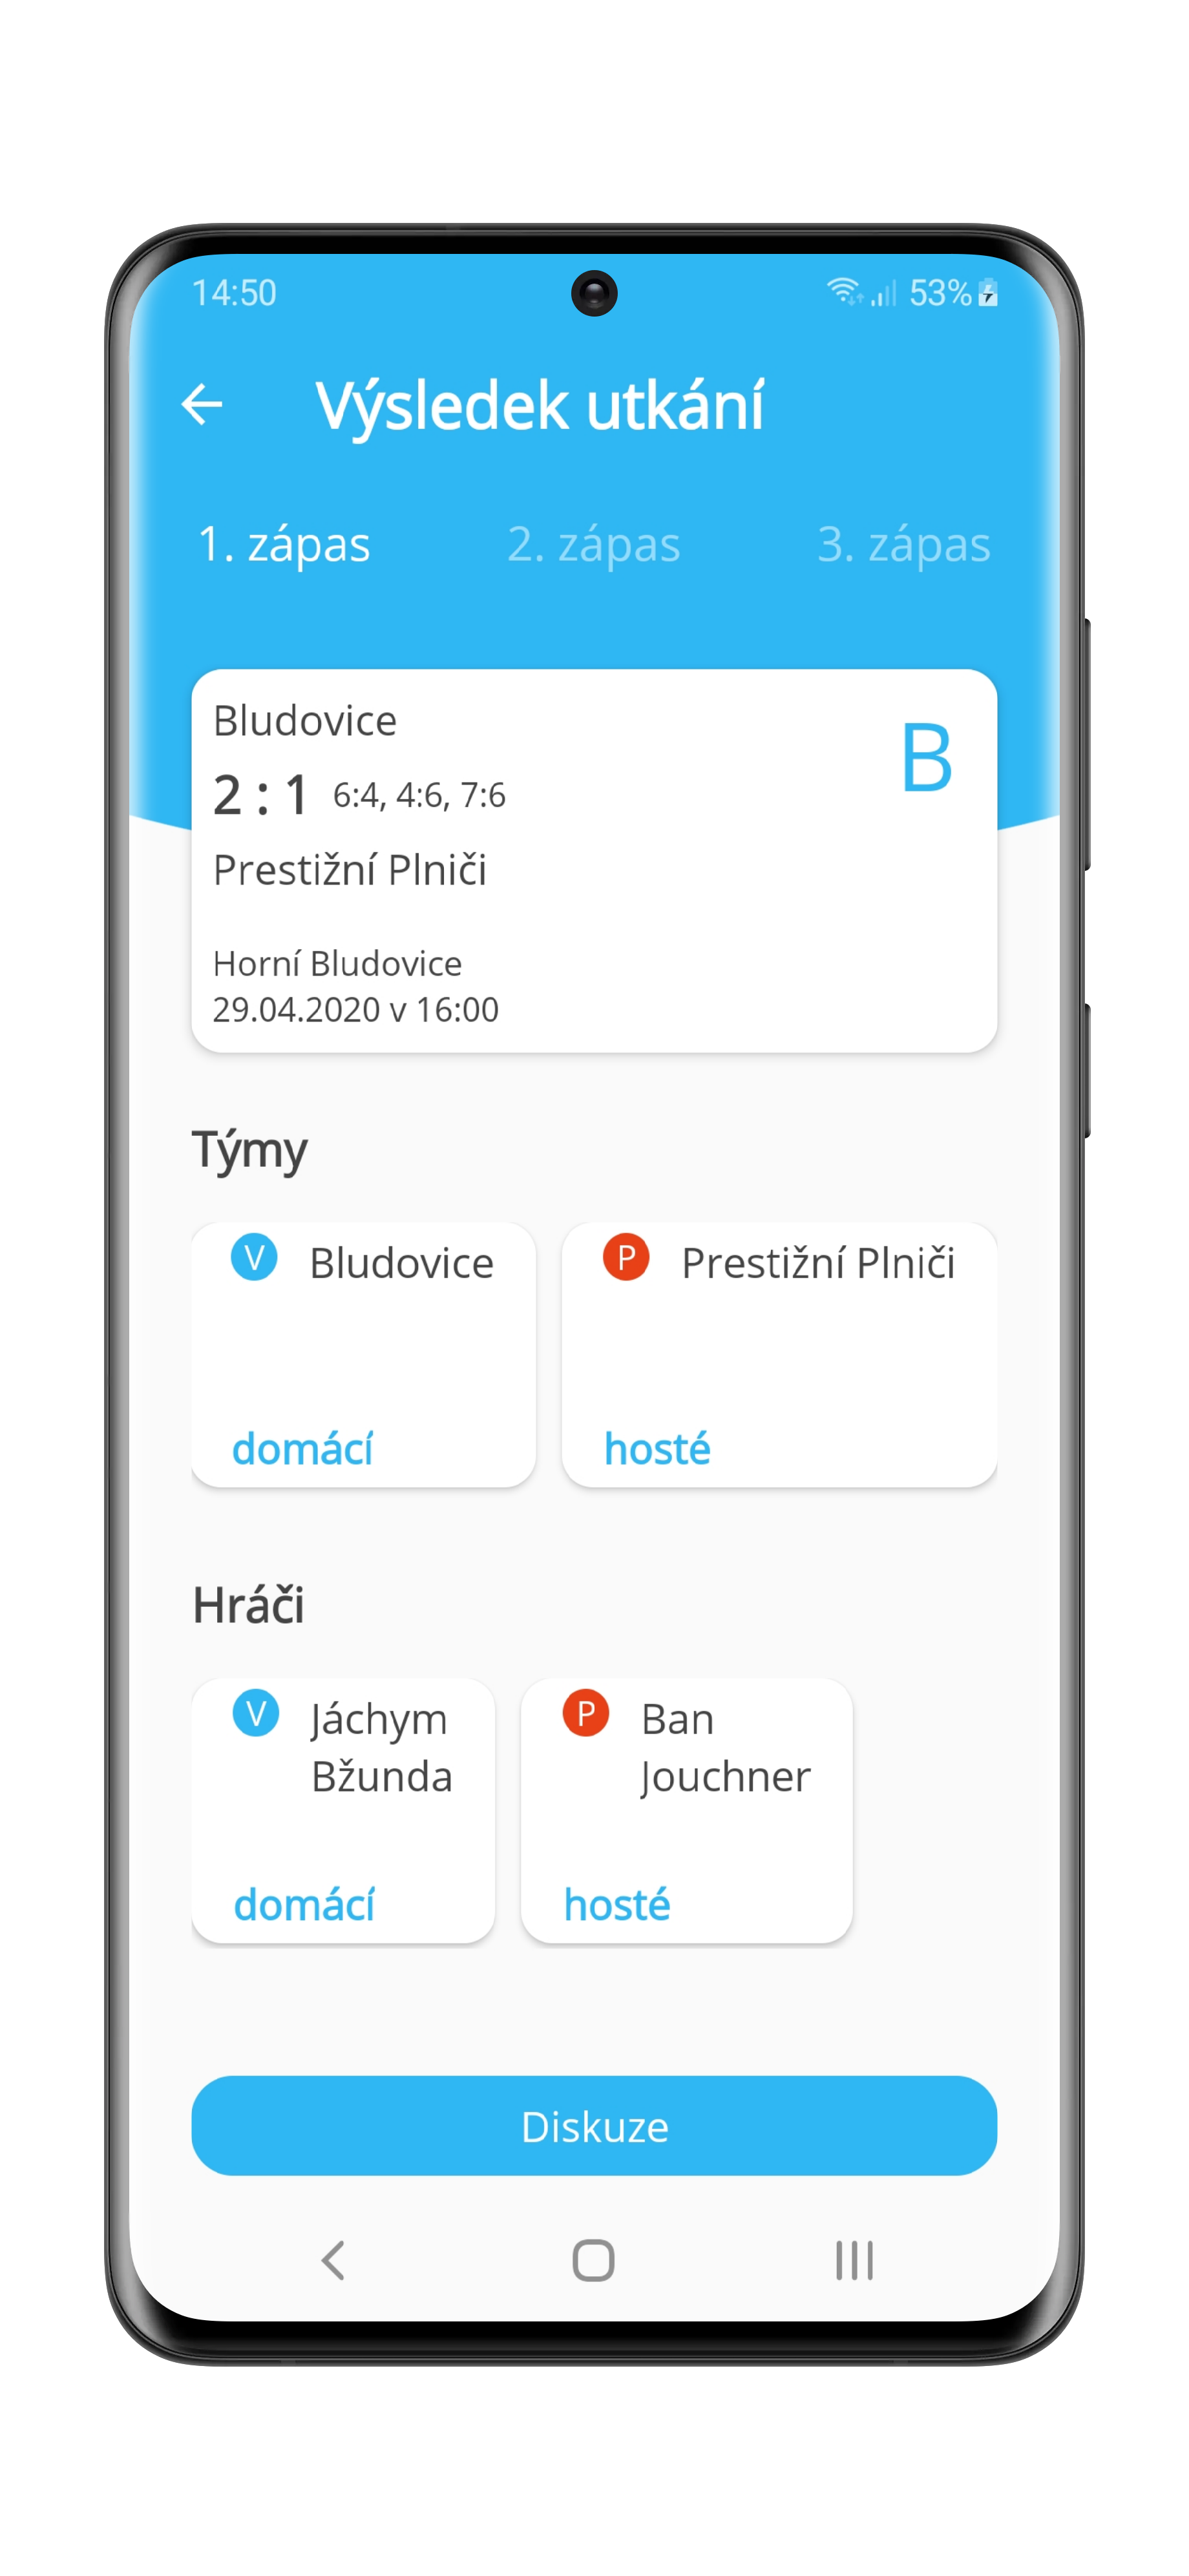 14:50 53%
Výsledek utkání
1. zápas 2. zápas 3. zápas
Bludovice
B
2 : 1 6:4, 4:6, 7:6
Prestižní Plniči
Horní Bludovice
29.04.2020 v 16:00
Týmy
V Bludovice P Prestižní Plniči
domácí hosté
Hráči
V Jáchym P Ban
Bžunda Jouchner
domácí hosté
Diskuze